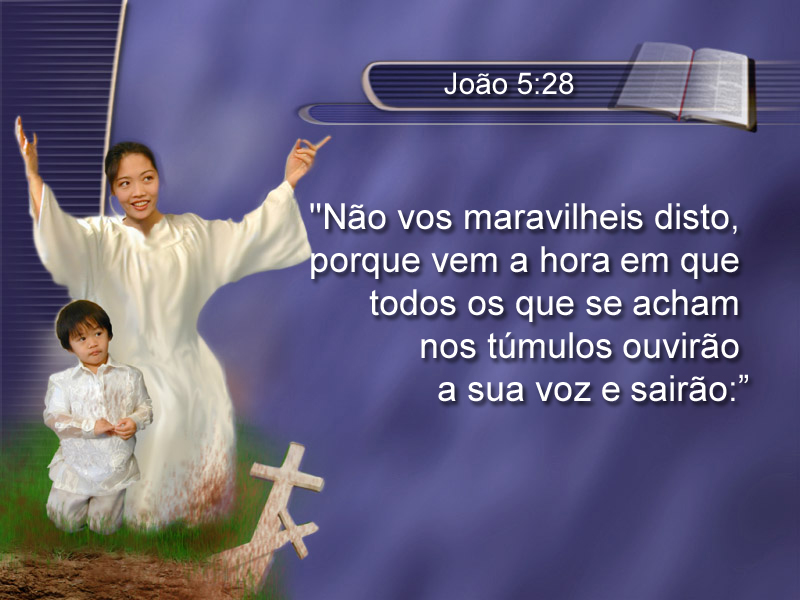 João 5:28
"Não vos maravilheis disto,
porque vem a hora em que
todos os que se acham
nos túmulos ouvirão
a sua voz e sairão:”